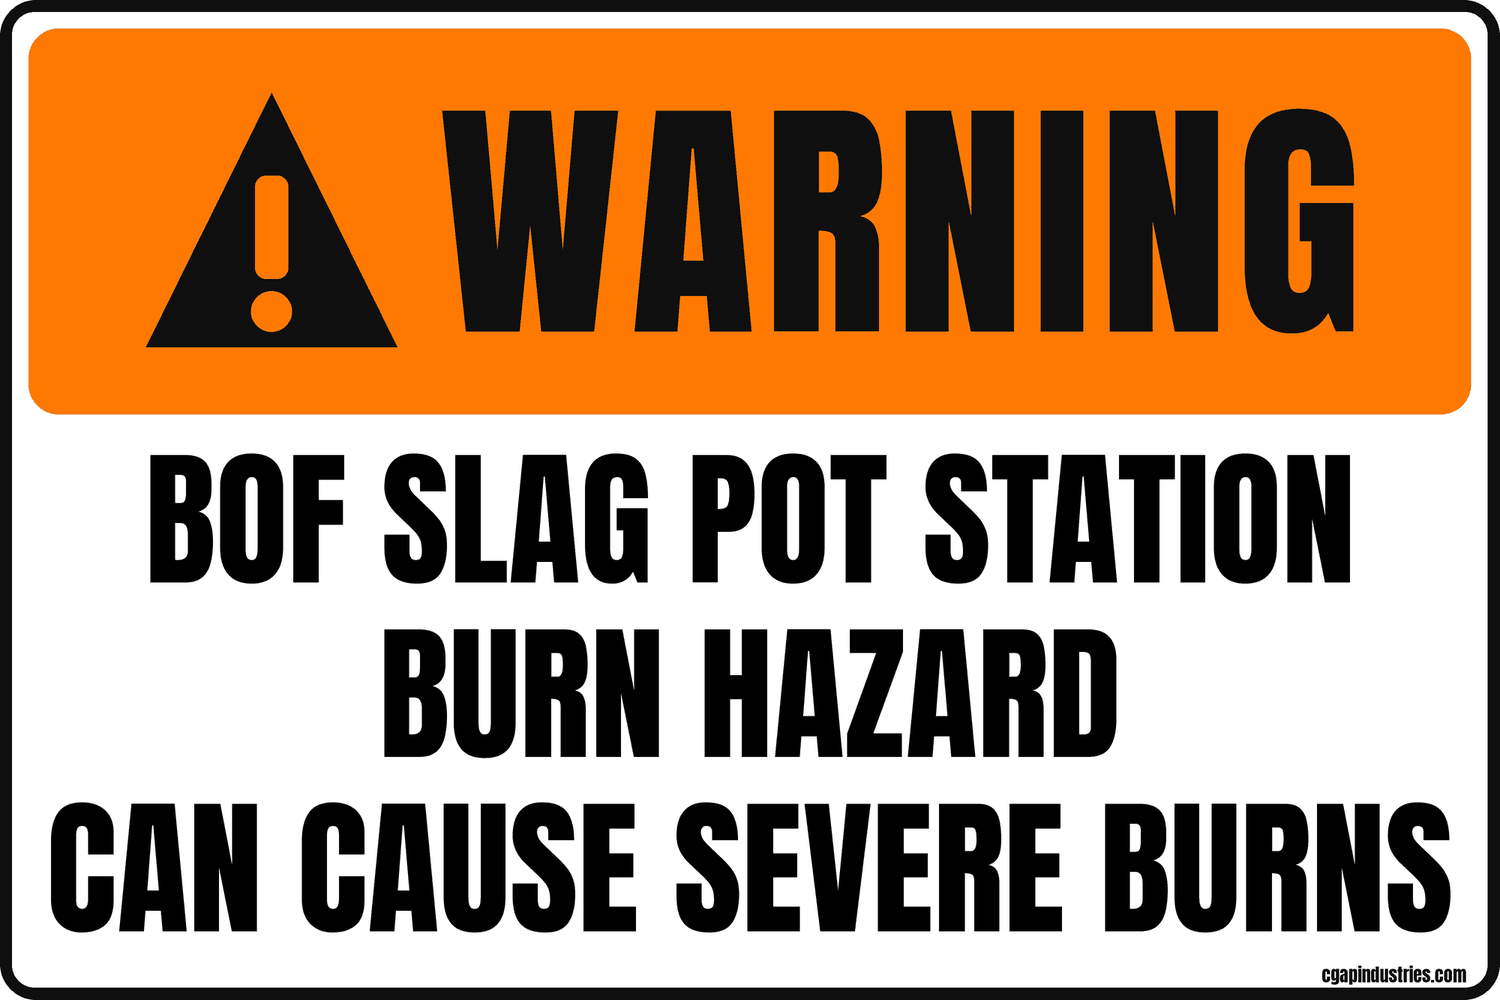 WARNING
BOF SLAG POT STATION
BURN HAZARD
CAN CAUSE SEVERE BURNS
cgapindustries.com